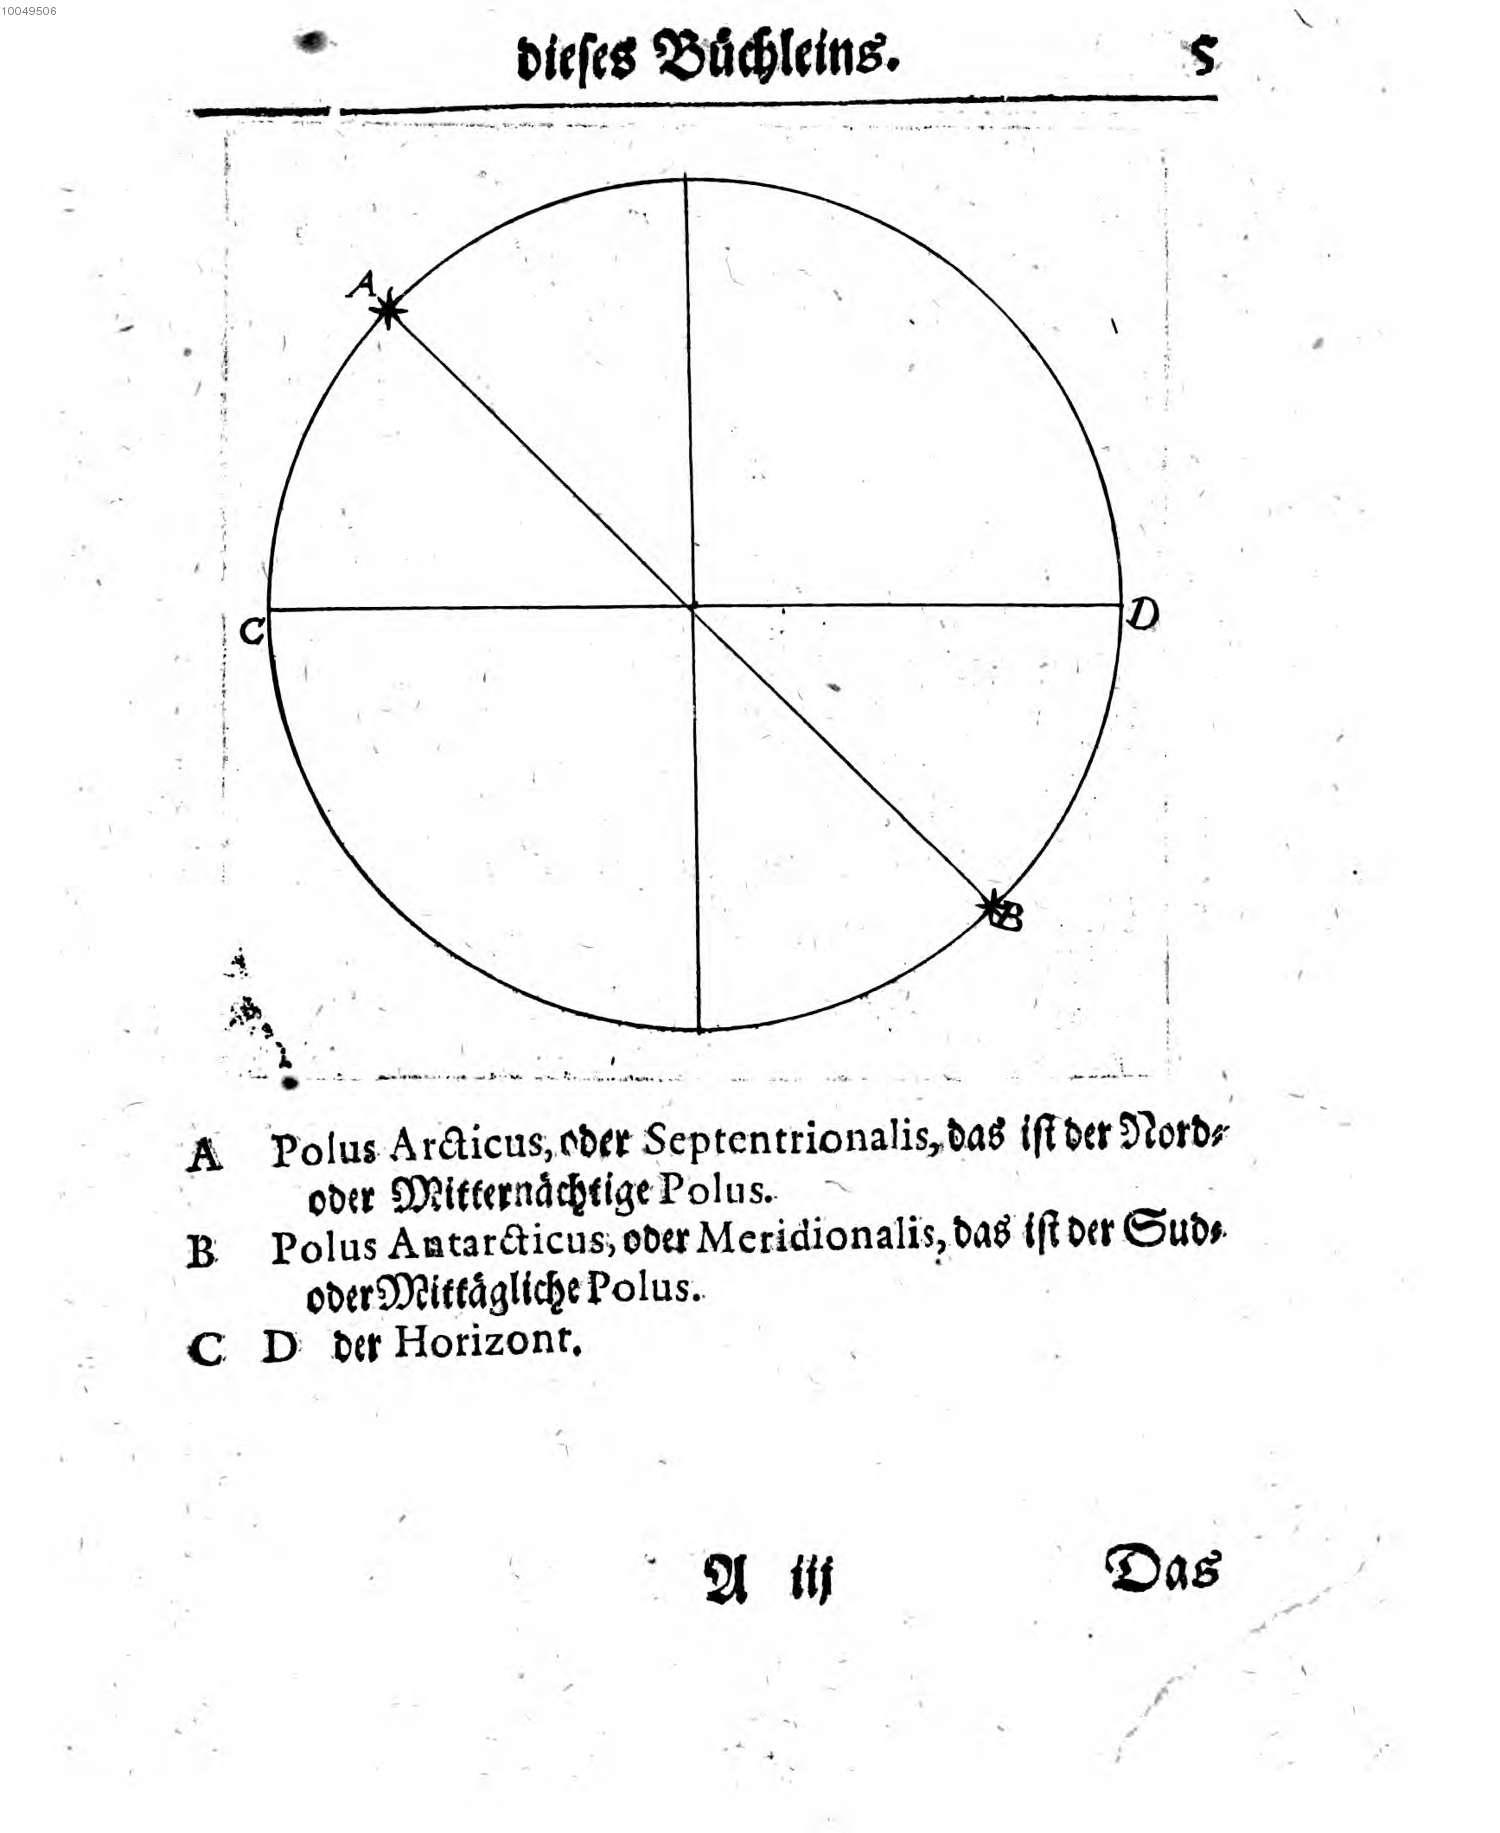 10049506
dieſes Büchleins. 5
A
C
D
B
A Polus Arcticus, oder Septentrionalis, das iſt der Nord⸗
oder Mitternächtige Polus.
B Polus Antarcticus, oder Meridionalis, das iſt der Sud⸗
oder Mittägliche Polus.
C D der Horizont.
A iij Das